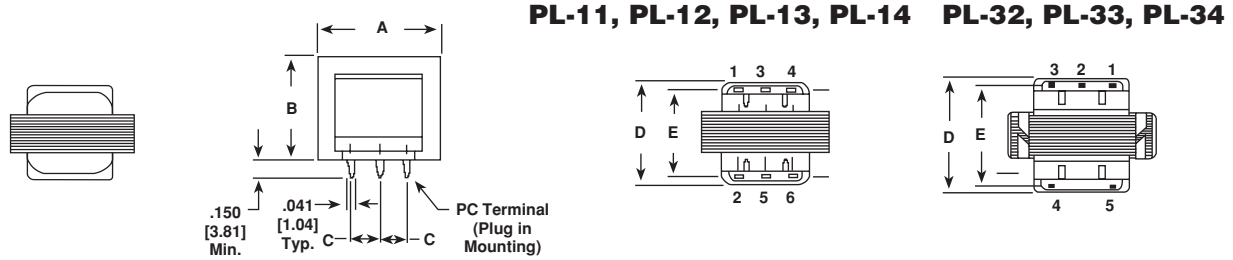 PL-11, PL-12, PL-13, PL-14 PL-32, PL-33, PL-34
A
B
.150
[3.81]
Min.
.041
[1.04]
Typ.
C
C
PC Terminal
(Plug in
Mounting)
1 3 4
D E
2 5 6
3 2 1
D E
4 5